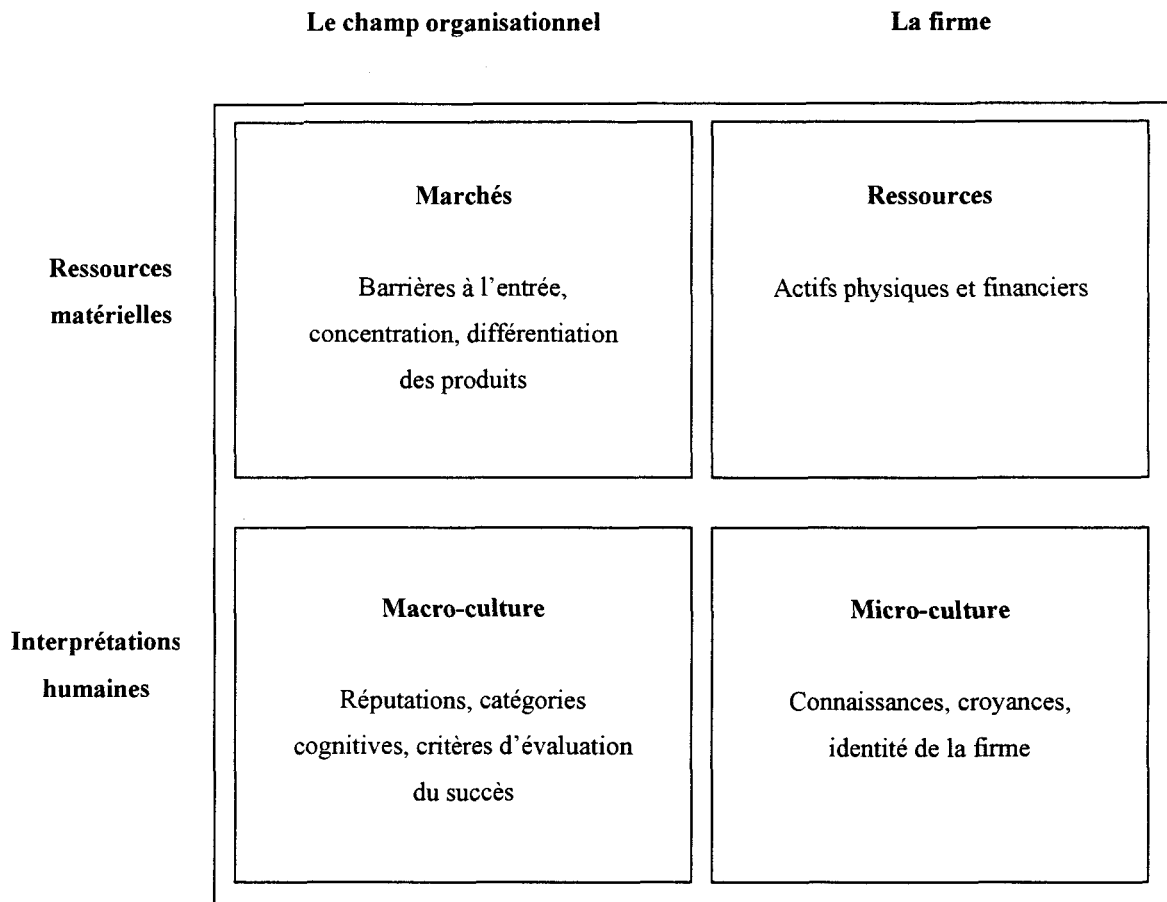 Le champ organisationnel
La firme
Ressources
matérielles
Marchés
Barrières à l'entrée,
concentration, différentiation
des produits
Ressources
Actifs physiques et financiers
Interprétations
humaines
Macro-culture
Réputations, catégories
cognitives, critères d'évaluation
du succès
Micro-culture
Connaissances, croyances,
identité de la firme